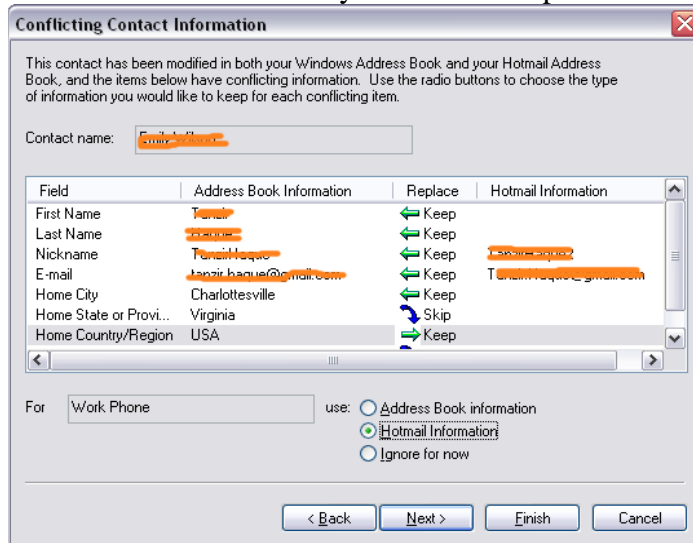 Conflicting Contact Information
This contact has been modified in both your Windows Address Book and your Hotmail Address
Book, and the items below have conflicting information. Use the radio buttons to choose the type
of information you would like to keep for each conflicting item.
Contact name:
Field Address Book Information Replace Hotmail Information
First Name Keep
Last Name Keep
Nickname Keep
E-mail Keep
Home City Charlottesville Keep
Home State or Provi... Virginia Skip
Home Country/Region USA Keep
For Work Phone use: Address Book information
Hotmail Information
Ignore for now
< Back Next > Finish Cancel